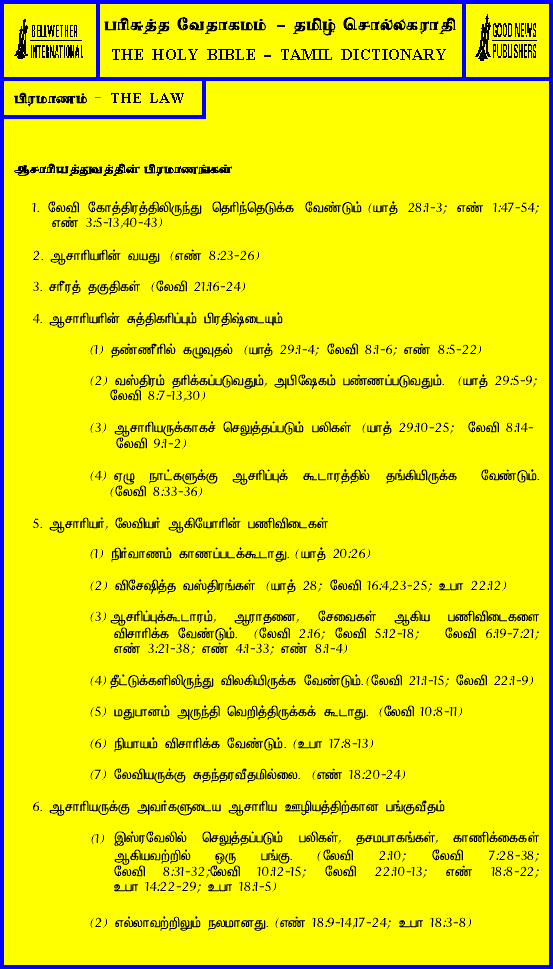 BELLWETHER
INTERNATIONAL
பரிசுத்த வேதாகமம் - தமிழ் சொல்லகராதி
THE HOLY BIBLE - TAMIL DICTIONARY
GOOD NEWS
PUBLISHERS
பிரமாணம் - THE LAW
ஆசாரியத்துவத்தின் பிரமாணங்கள்
1. லேவி கோத்திரத்திலிருந்து தெரிந்தெடுக்க வேண்டும் (யாத் 28:1-3; எண் 1:47-54;
எண் 3:5-13,40-43)
2. ஆசாரியரின் வயது (எண் 8:23-26)
3. சரீரத் தகுதிகள் (லேவி 21:16-24)
4. ஆசாரியரின் சுத்திகரிப்பும் பிரதிஷ்டையும்
(1) தண்ணீரில் கழுவுதல் (யாத் 29:1-4; லேவி 8:1-6; எண் 8:5-22)
(2) வஸ்திரம் தரிக்கப்படுவதும், அபிஷேகம் பண்ணப்படுவதும். (யாத் 29:5-9;
லேவி 8:7-13,30)
(3) ஆசாரியருக்காகச் செலுத்தப்படும் பலிகள் (யாத் 29:10-25; லேவி 8:14-
லேவி 9:1-2)
(4) ஏழு நாட்களுக்கு ஆசரிப்புக் கூடாரத்தில் தங்கியிருக்க வேண்டும்.
(லேவி 8:33-36)
5. ஆசாரியர், லேவியர் ஆகியோரின் பணிவிடைகள்
(1) நிர்வாணம் காணப்படக்கூடாது. (யாத் 20:26)
(2) விசேஷித்த வஸ்திரங்கள் (யாத் 28; லேவி 16:4,23-25; உபா 22:12)
(3) ஆசரிப்புக்கூடாரம், ஆராதனை, சேவைகள் ஆகிய பணிவிடைகளை
விசாரிக்க வேண்டும். (லேவி 2:16; லேவி 5:12-18; லேவி 6:19-7:21;
எண் 3:21-38; எண் 4:1-33; எண் 8:1-4)
(4) தீட்டுக்களிலிருந்து விலகியிருக்க வேண்டும். (லேவி 21:1-15; லேவி 22:1-9)
(5) மதுபானம் அருந்தி வெறித்திருக்கக் கூடாது. (லேவி 10:8-11)
(6) நியாயம் விசாரிக்க வேண்டும். (உபா 17:8-13)
(7) லேவியருக்கு சுதந்தரவீதமில்லை. (எண் 18:20-24)
6. ஆசாரியருக்கு அவர்களுடைய ஆசாரிய ஊழியத்திற்கான பங்குவீதம்
(1) இஸ்ரவேலில் செலுத்தப்படும் பலிகள், தசமபாகங்கள், காணிக்கைகள்
ஆகியவற்றில் ஒரு பங்கு. (லேவி 2:10; லேவி 7:28-38;
லேவி 8:31-32;லேவி 10:12-15; லேவி 22:10-13; எண் 18:8-22;
உபா 14:22-29; உபா 18:1-5)
(2) எல்லாவற்றிலும் நலமானது. (எண் 18:9-14,17-24; உபா 18:3-8)